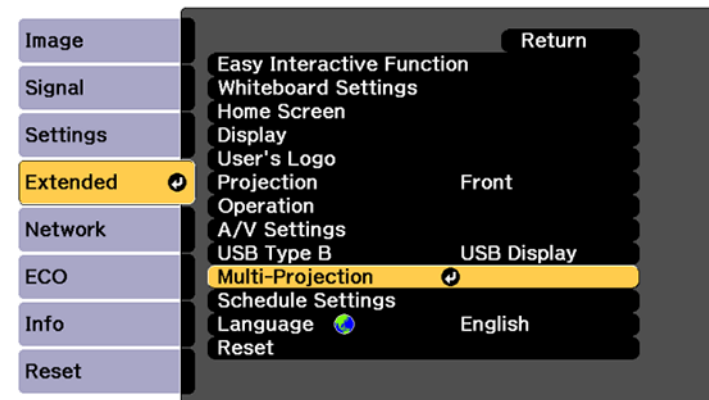 Image
Signal
Settings
Extended
Network
ECO
Info
Reset
Return
Easy Interactive Function
Whiteboard Settings
Home Screen
Display
User's Logo
Projection Front
Operation
A/V Settings
USB Type B USB Display
Multi-Projection
Schedule Settings
Language English
Reset